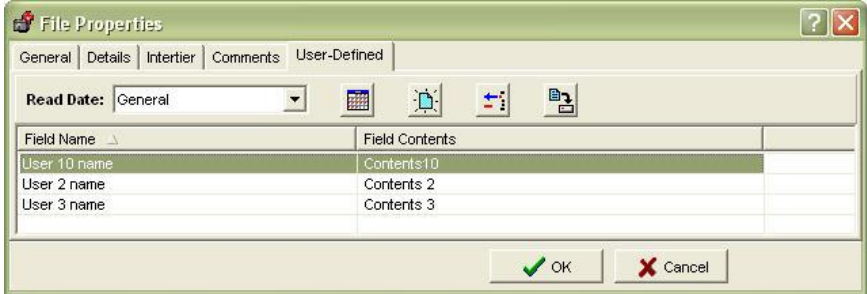 File Properties
General Details Intertier Comments User-Defined
Read Date: General
Field Name Field Contents
User 10 name Contents10
User 2 name Contents 2
User 3 name Contents 3
OK Cancel